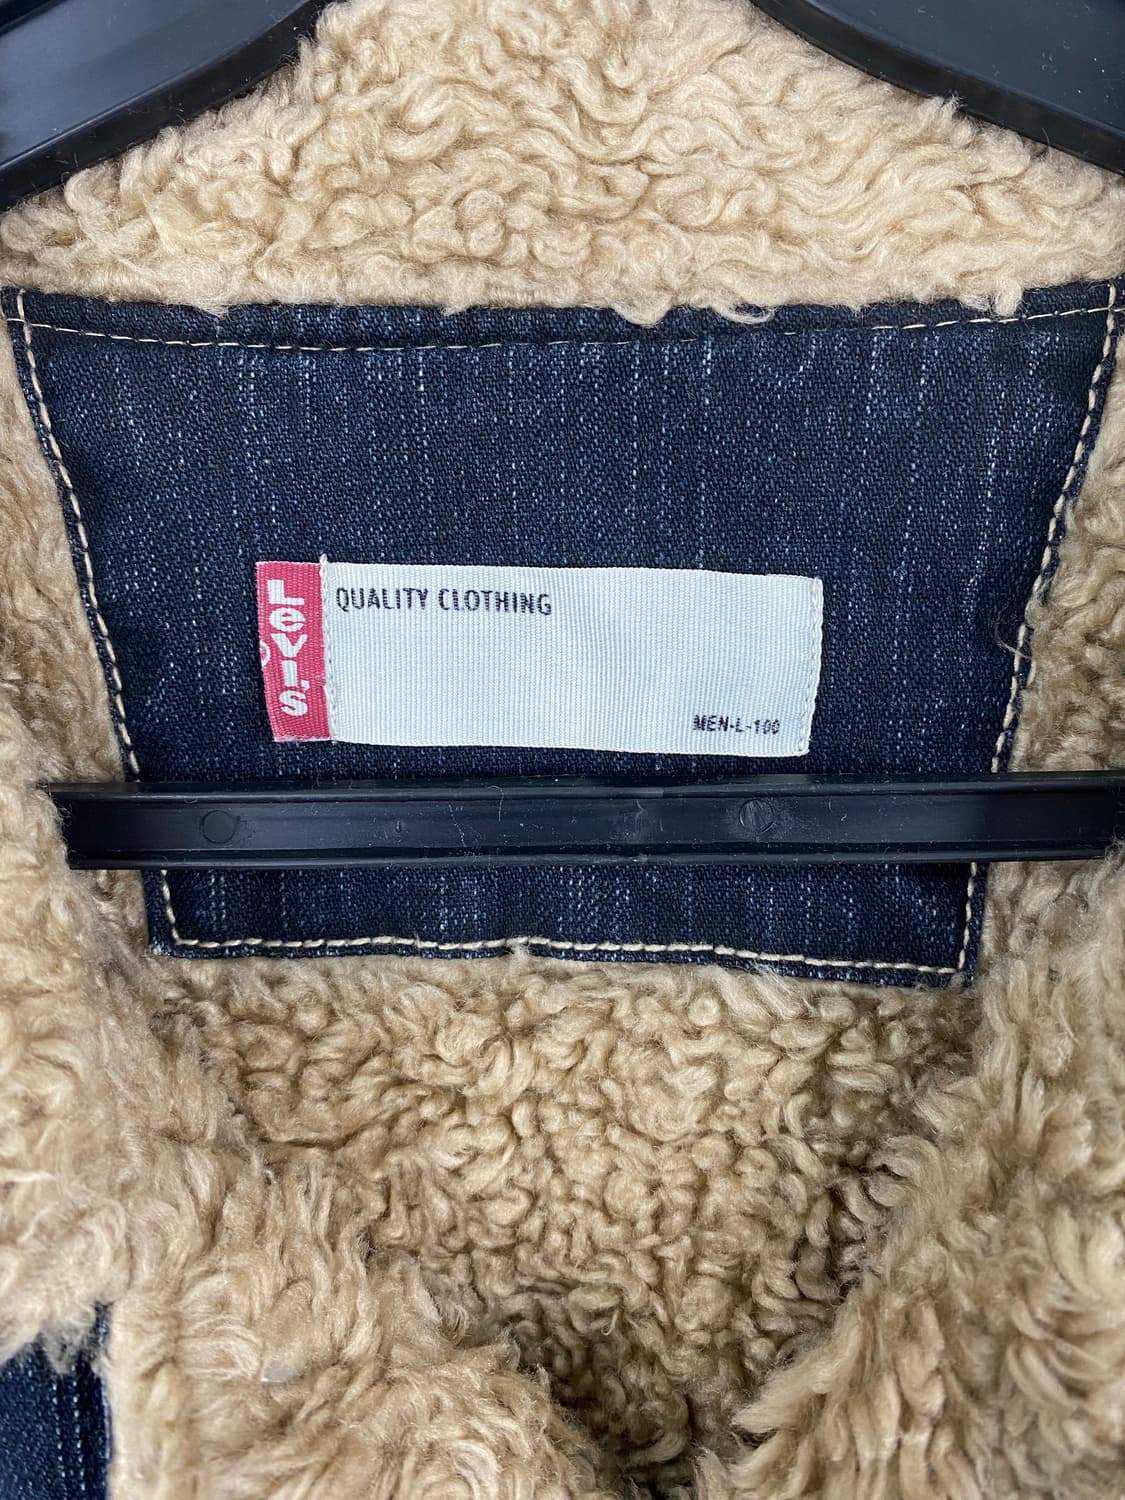 Levi's
®
QUALITY CLOTHING
MEN-L-100